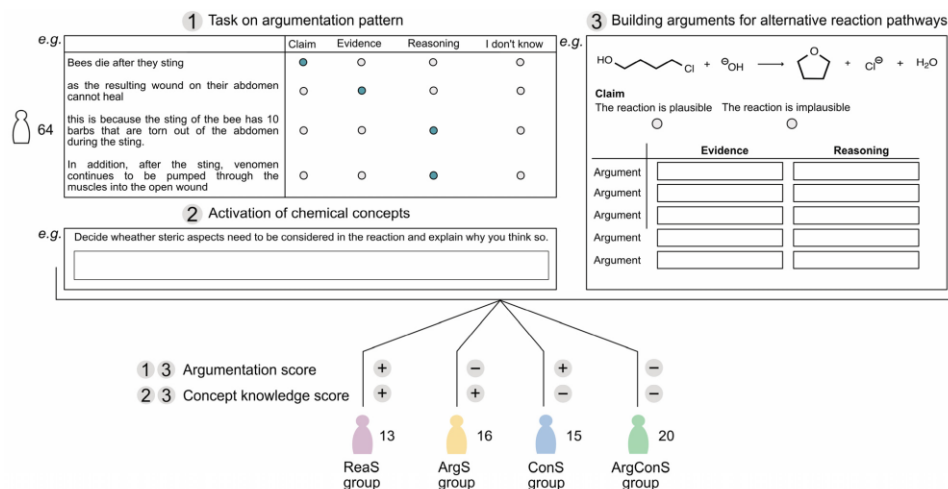 1 Task on argumentation pattern
e.g.
Claim Evidence Reasoning I don't know
Bees die after they sting
as the resulting wound on their abdomen
cannot heal
this is because the sting of the bee has 10
barbs that are torn out of the abdomen
during the sting.
In addition, after the sting, venomen
continues to be pumped through the
muscles into the open wound
64
2 Activation of chemical concepts
e.g.
Decide wheather steric aspects need to be considered in the reaction and explain why you think so.
3 Building arguments for alternative reaction pathways
e.g.
HO Cl + ⊖OH O + Cl⊖ + H₂O
Claim
The reaction is plausible The reaction is implausible
Evidence Reasoning
Argument
Argument
Argument
Argument
Argument
1 3 Argumentation score + − + −
2 3 Concept knowledge score + + − −
13 16 15 20
ReaS ArgS ConS ArgConS
group group group group